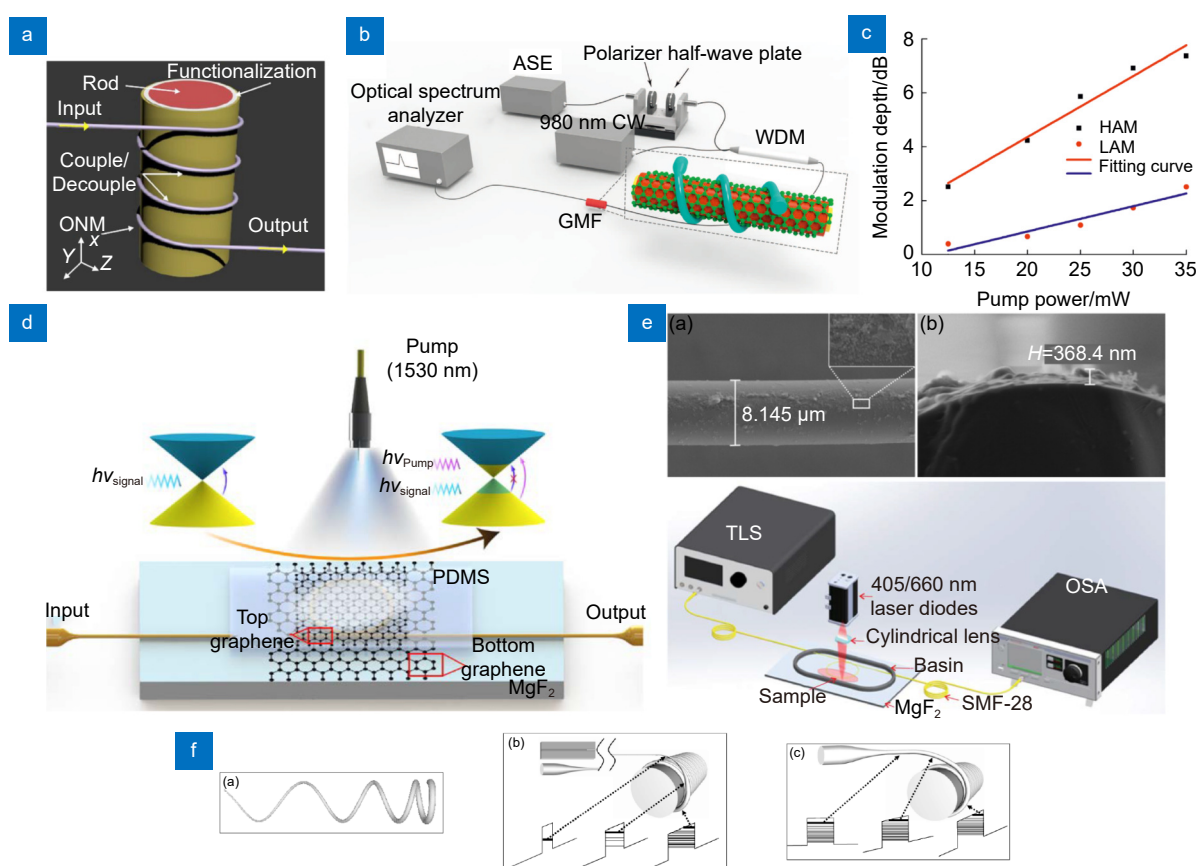 a
Rod
Functionalization
Input
Couple/
Decouple
ONM
X
Y
Z
Output
b
ASE
Polarizer half-wave plate
Optical spectrum
analyzer
980 nm CW
WDM
GMF
c
Modulation depth/dB
8
6
4
2
0
HAM
LAM
Fitting curve
10
15
20
25
30
35
Pump power/mW
d
Pump
(1530 nm)
hνsignal
hνPump
hνsignal
PDMS
Input
Output
Top
graphene
Bottom
graphene
MgF2
e
(a)
8.145 μm
(b)
H=368.4 nm
TLS
405/660 nm
laser diodes
OSA
Cylindrical lens
Basin
Sample
SMF-28
MgF2
f
(a)
(b)
(c)